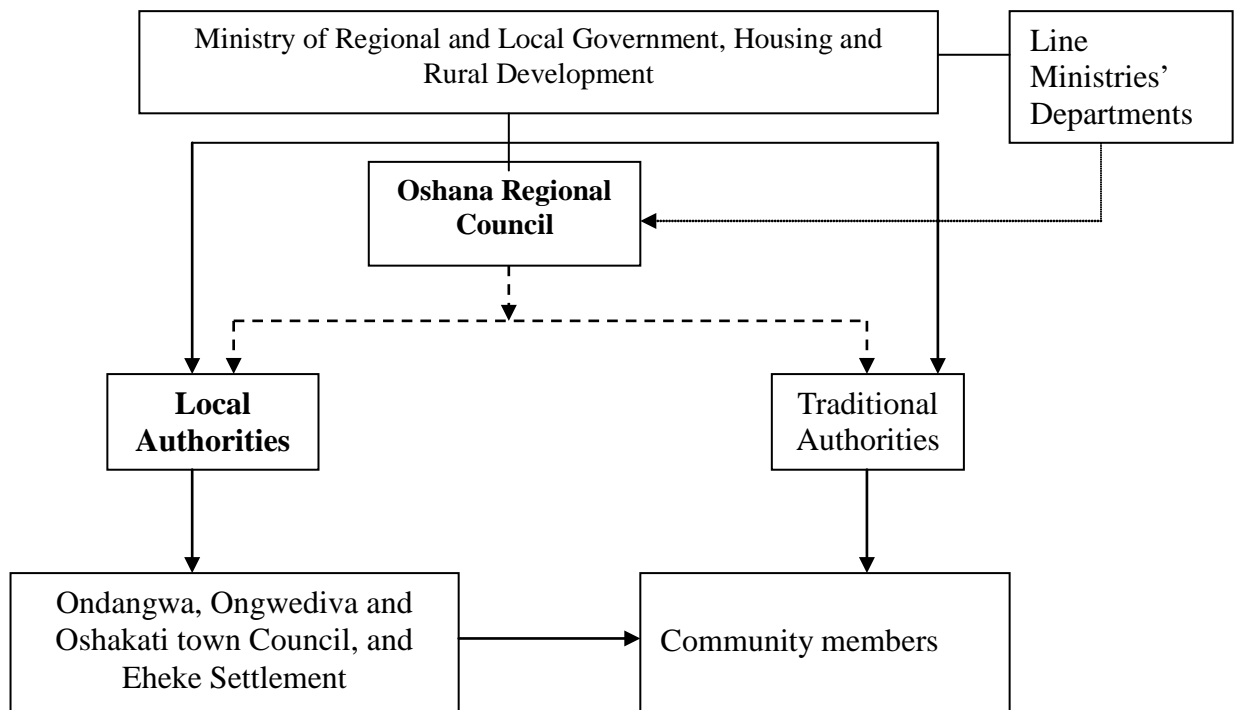 Ministry of Regional and Local Government, Housing and
Rural Development
Line
Ministries’
Departments
Oshana Regional
Council
Local
Authorities
Traditional
Authorities
Ondangwa, Ongwediva and
Oshakati town Council, and
Eheke Settlement
Community members